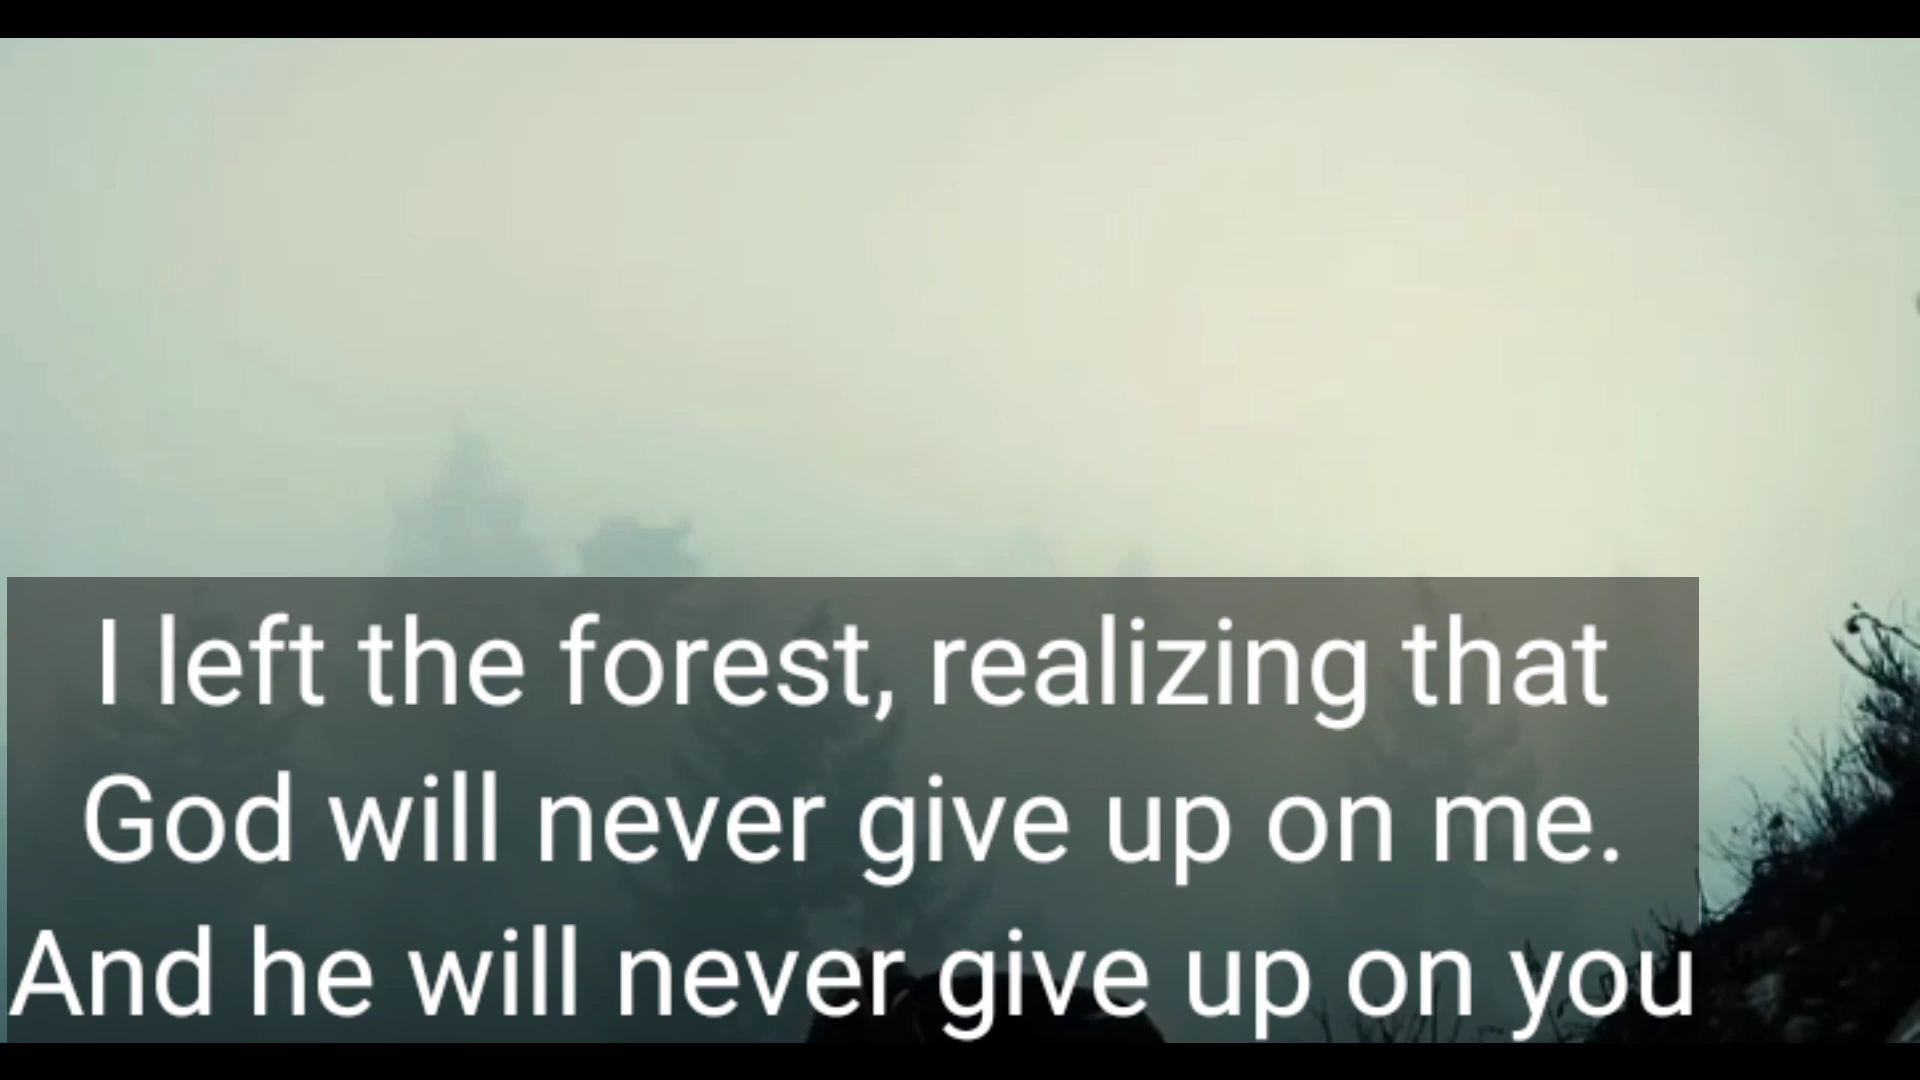 I left the forest, realizing that
God will never give up on me.
And he will never give up on you